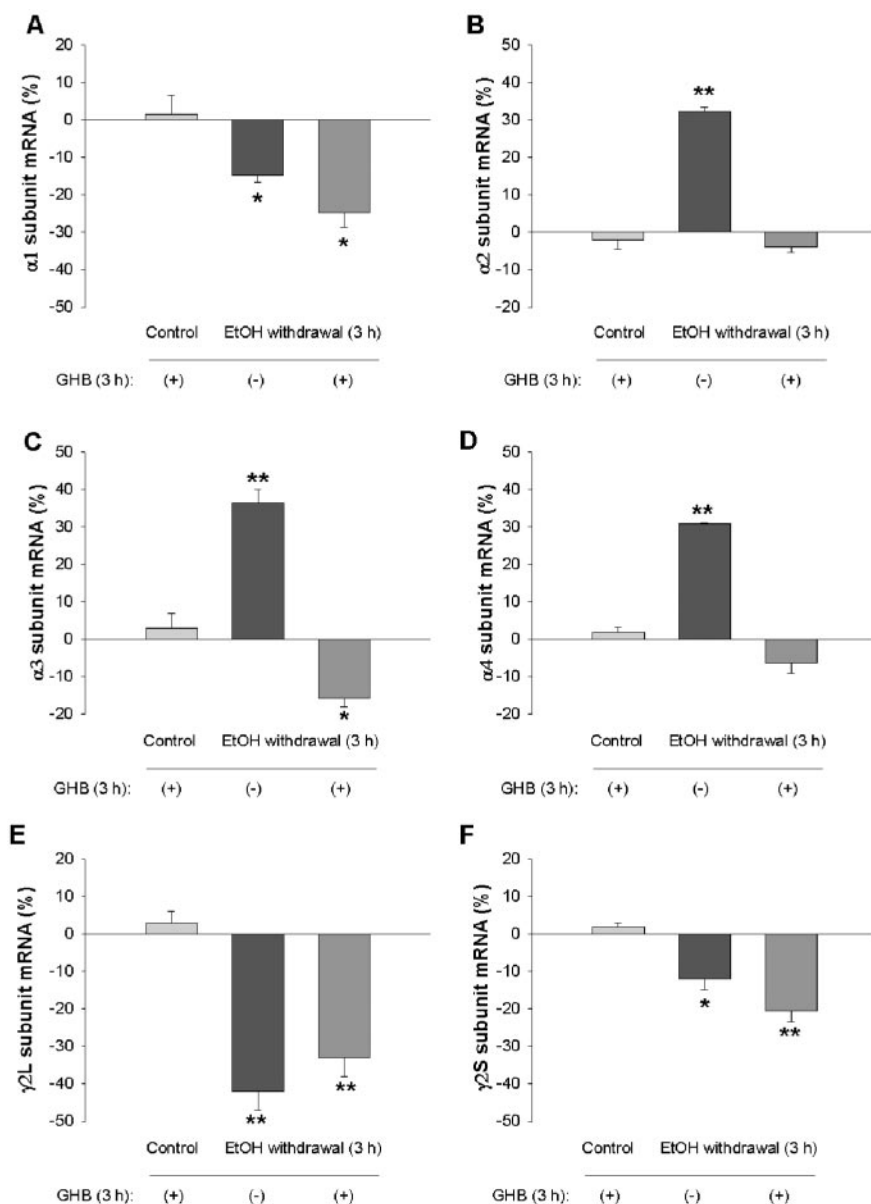 A
α1 subunit mRNA (%)
20
10
0
-10
-20
-30
-40
-50
*
*
Control EtOH withdrawal (3 h)
GHB (3 h): (+) (-) (+)
B
α2 subunit mRNA (%)
50
40
30
20
10
0
-10
-20
**
Control EtOH withdrawal (3 h)
GHB (3 h): (+) (-) (+)
C
α3 subunit mRNA (%)
50
40
30
20
10
0
-10
-20
**
*
Control EtOH withdrawal (3 h)
GHB (3 h): (+) (-) (+)
D
α4 subunit mRNA (%)
50
40
30
20
10
0
-10
-20
**
Control EtOH withdrawal (3 h)
GHB (3 h): (+) (-) (+)
E
γ2L subunit mRNA (%)
20
10
0
-10
-20
-30
-40
-50
**
**
Control EtOH withdrawal (3 h)
GHB (3 h): (+) (-) (+)
F
γ2S subunit mRNA (%)
20
10
0
-10
-20
-30
-40
-50
*
**
Control EtOH withdrawal (3 h)
GHB (3 h): (+) (-) (+)